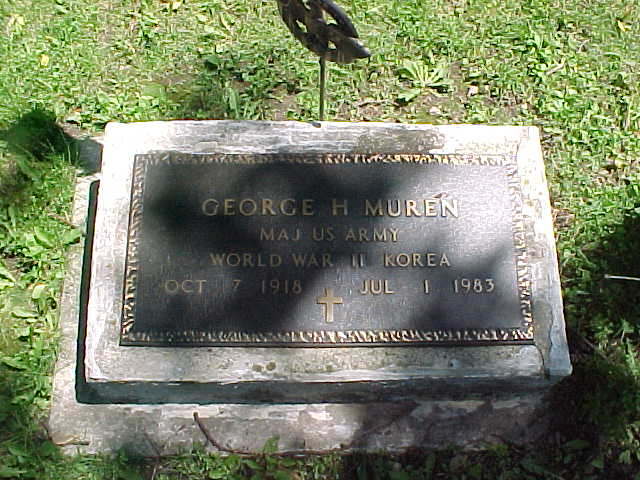 GEORGE H MUREN
MAJ US ARMY
WORLD WAR II KOREA
OCT 7 1918 JUL 1 1983